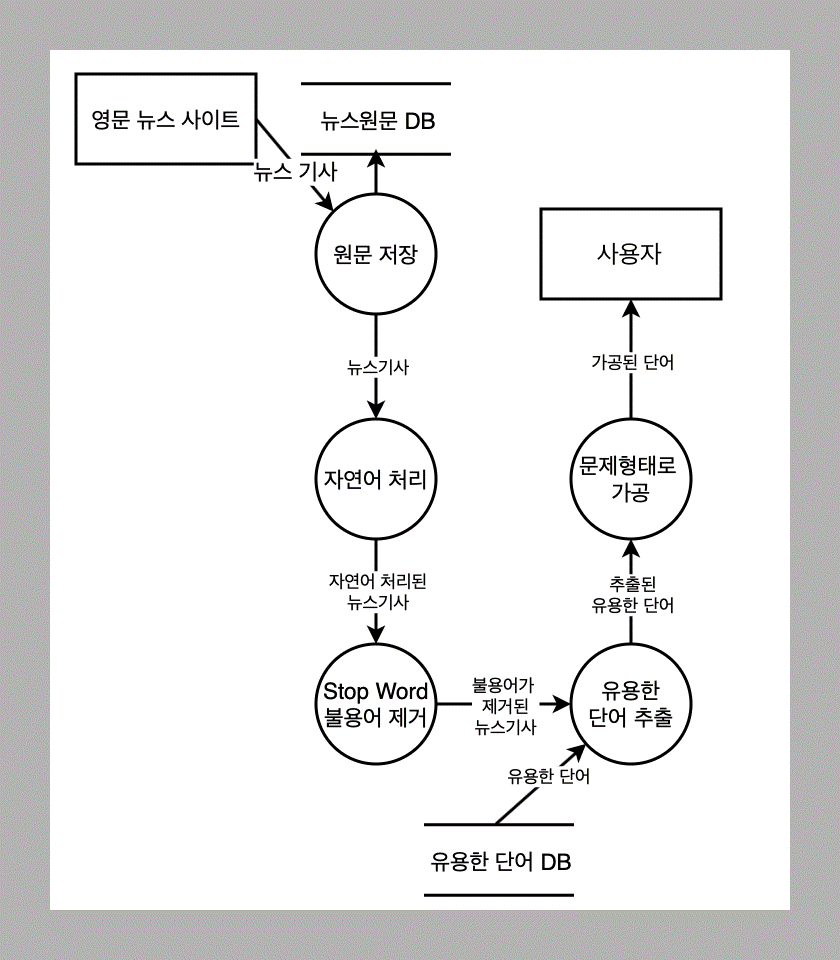 영문 뉴스 사이트
뉴스원문 DB
뉴스 기사
원문 저장
사용자
뉴스기사
가공된 단어
자연어 처리
문제형태로
가공
자연어 처리된
뉴스기사
추출된
유용한 단어
Stop Word
불용어 제거
불용어가
제거된
뉴스기사
유용한
단어 추출
유용한 단어
유용한 단어 DB